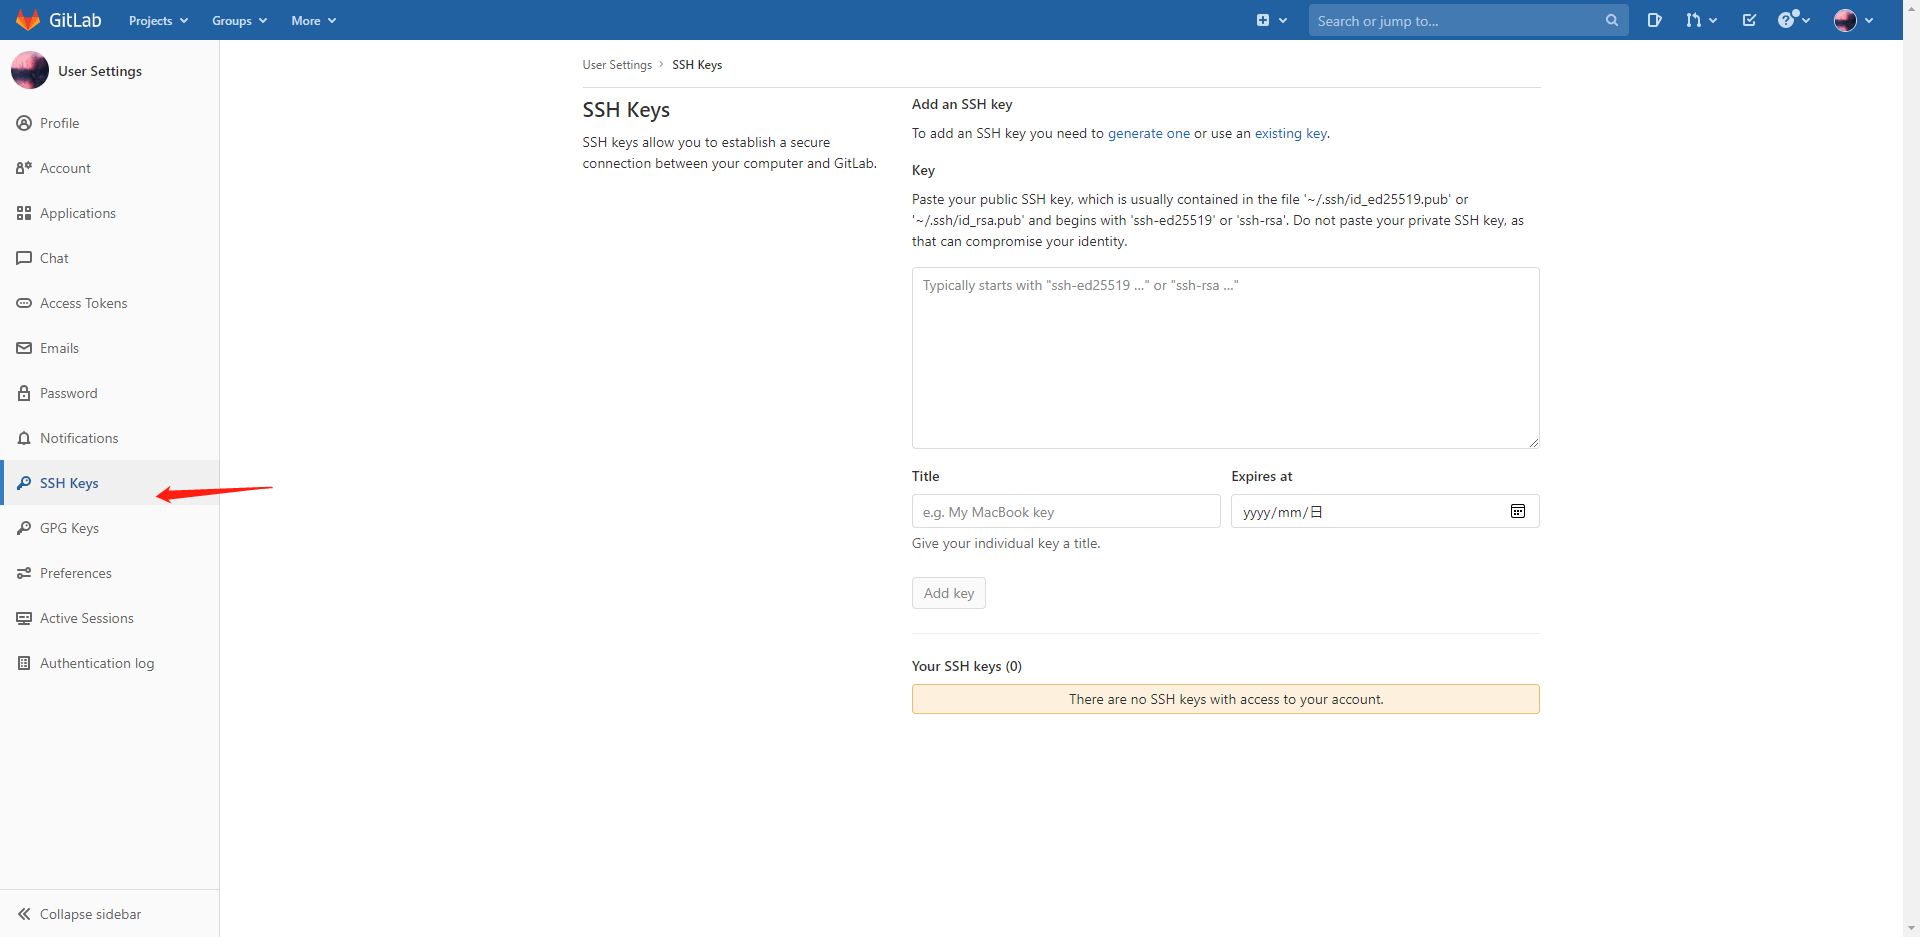 GitLab
Projects
Groups
More
Search or jump to...
User Settings
Profile
Account
Applications
Chat
Access Tokens
Emails
Password
Notifications
SSH Keys
GPG Keys
Preferences
Active Sessions
Authentication log
Collapse sidebar
User Settings › SSH Keys
SSH Keys
SSH keys allow you to establish a secure
connection between your computer and GitLab.
Add an SSH key
To add an SSH key you need to generate one or use an existing key.
Key
Paste your public SSH key, which is usually contained in the file '~/.ssh/id_ed25519.pub' or
'~/.ssh/id_rsa.pub' and begins with 'ssh-ed25519' or 'ssh-rsa'. Do not paste your private SSH key, as
that can compromise your identity.
Typically starts with "ssh-ed25519 ..." or "ssh-rsa ..."
Title
Expires at
e.g. My MacBook key
yyyy/mm/日
Give your individual key a title.
Add key
Your SSH keys (0)
There are no SSH keys with access to your account.